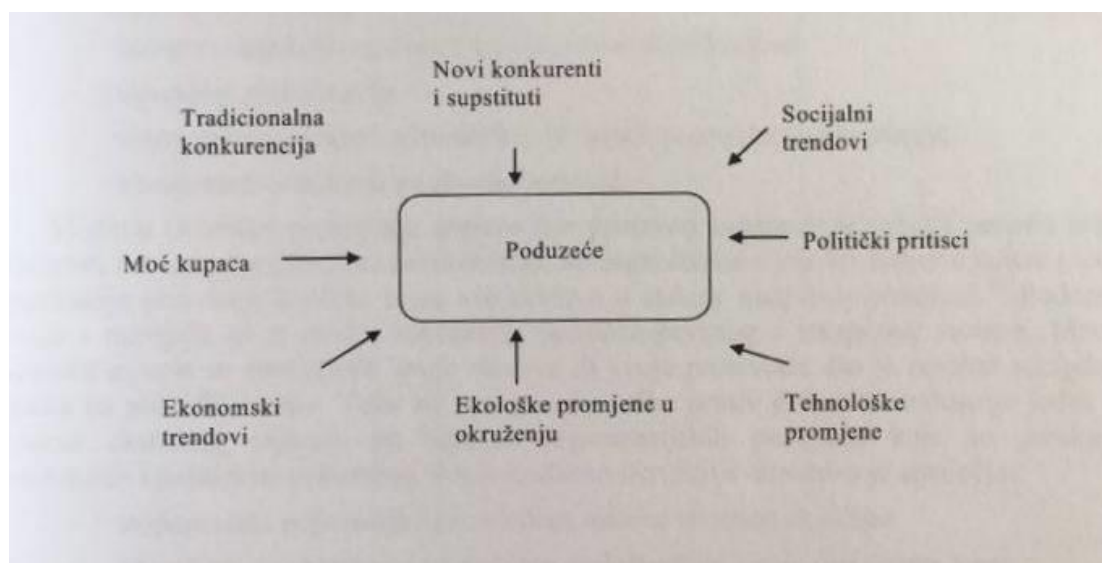 Novi konkurenti
i supstituti
Tradicionalna
konkurencija
Socijalni
trendovi
Poduzeće
Politički pritisci
Moć kupaca
Ekonomski
trendovi
Ekološke promjene u
okruženju
Tehnološke
promjene